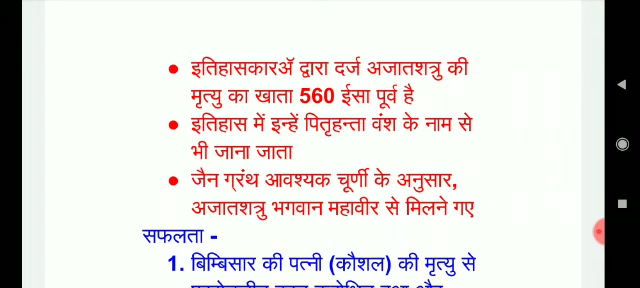 ● इतिहासकारॲ द्वारा दर्ज अजातशत्रु की
मृत्यु का खाता 560 ईसा पूर्व है
● इतिहास में इन्हें पितृहन्ता वंश के नाम से
भी जाना जाता
● जैन ग्रंथ आवश्यक चूर्णी के अनुसार,
अजातशत्रु भगवान महावीर से मिलने गए
सफलता -
1. बिम्बिसार की पत्नी (कौशल) की मृत्यु से